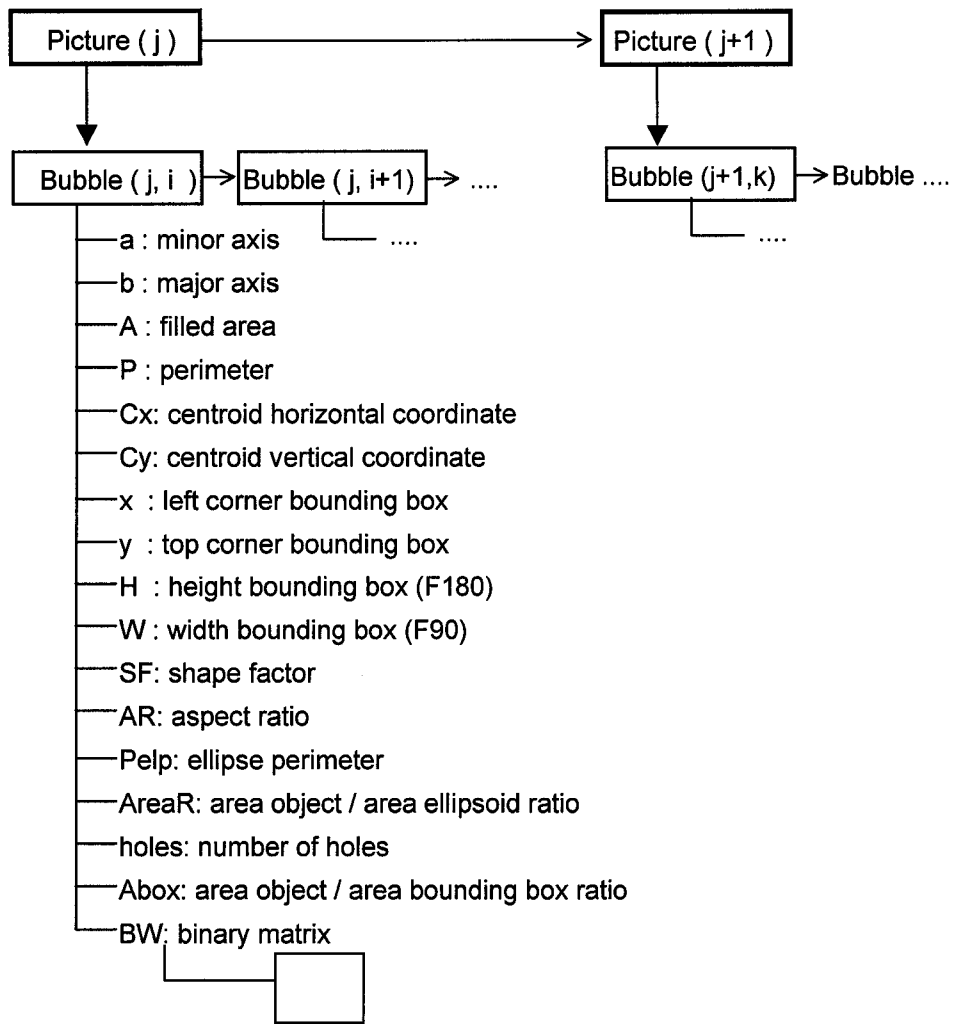 Picture ( j )
Picture ( j+1 )
Bubble ( j, i )
Bubble ( j, i+1)
....
Bubble (j+1,k)
Bubble ....
....
....
a : minor axis
b : major axis
A : filled area
P : perimeter
Cx: centroid horizontal coordinate
Cy: centroid vertical coordinate
x : left corner bounding box
y : top corner bounding box
H : height bounding box (F180)
W : width bounding box (F90)
SF: shape factor
AR: aspect ratio
Pelp: ellipse perimeter
AreaR: area object / area ellipsoid ratio
holes: number of holes
Abox: area object / area bounding box ratio
BW: binary matrix